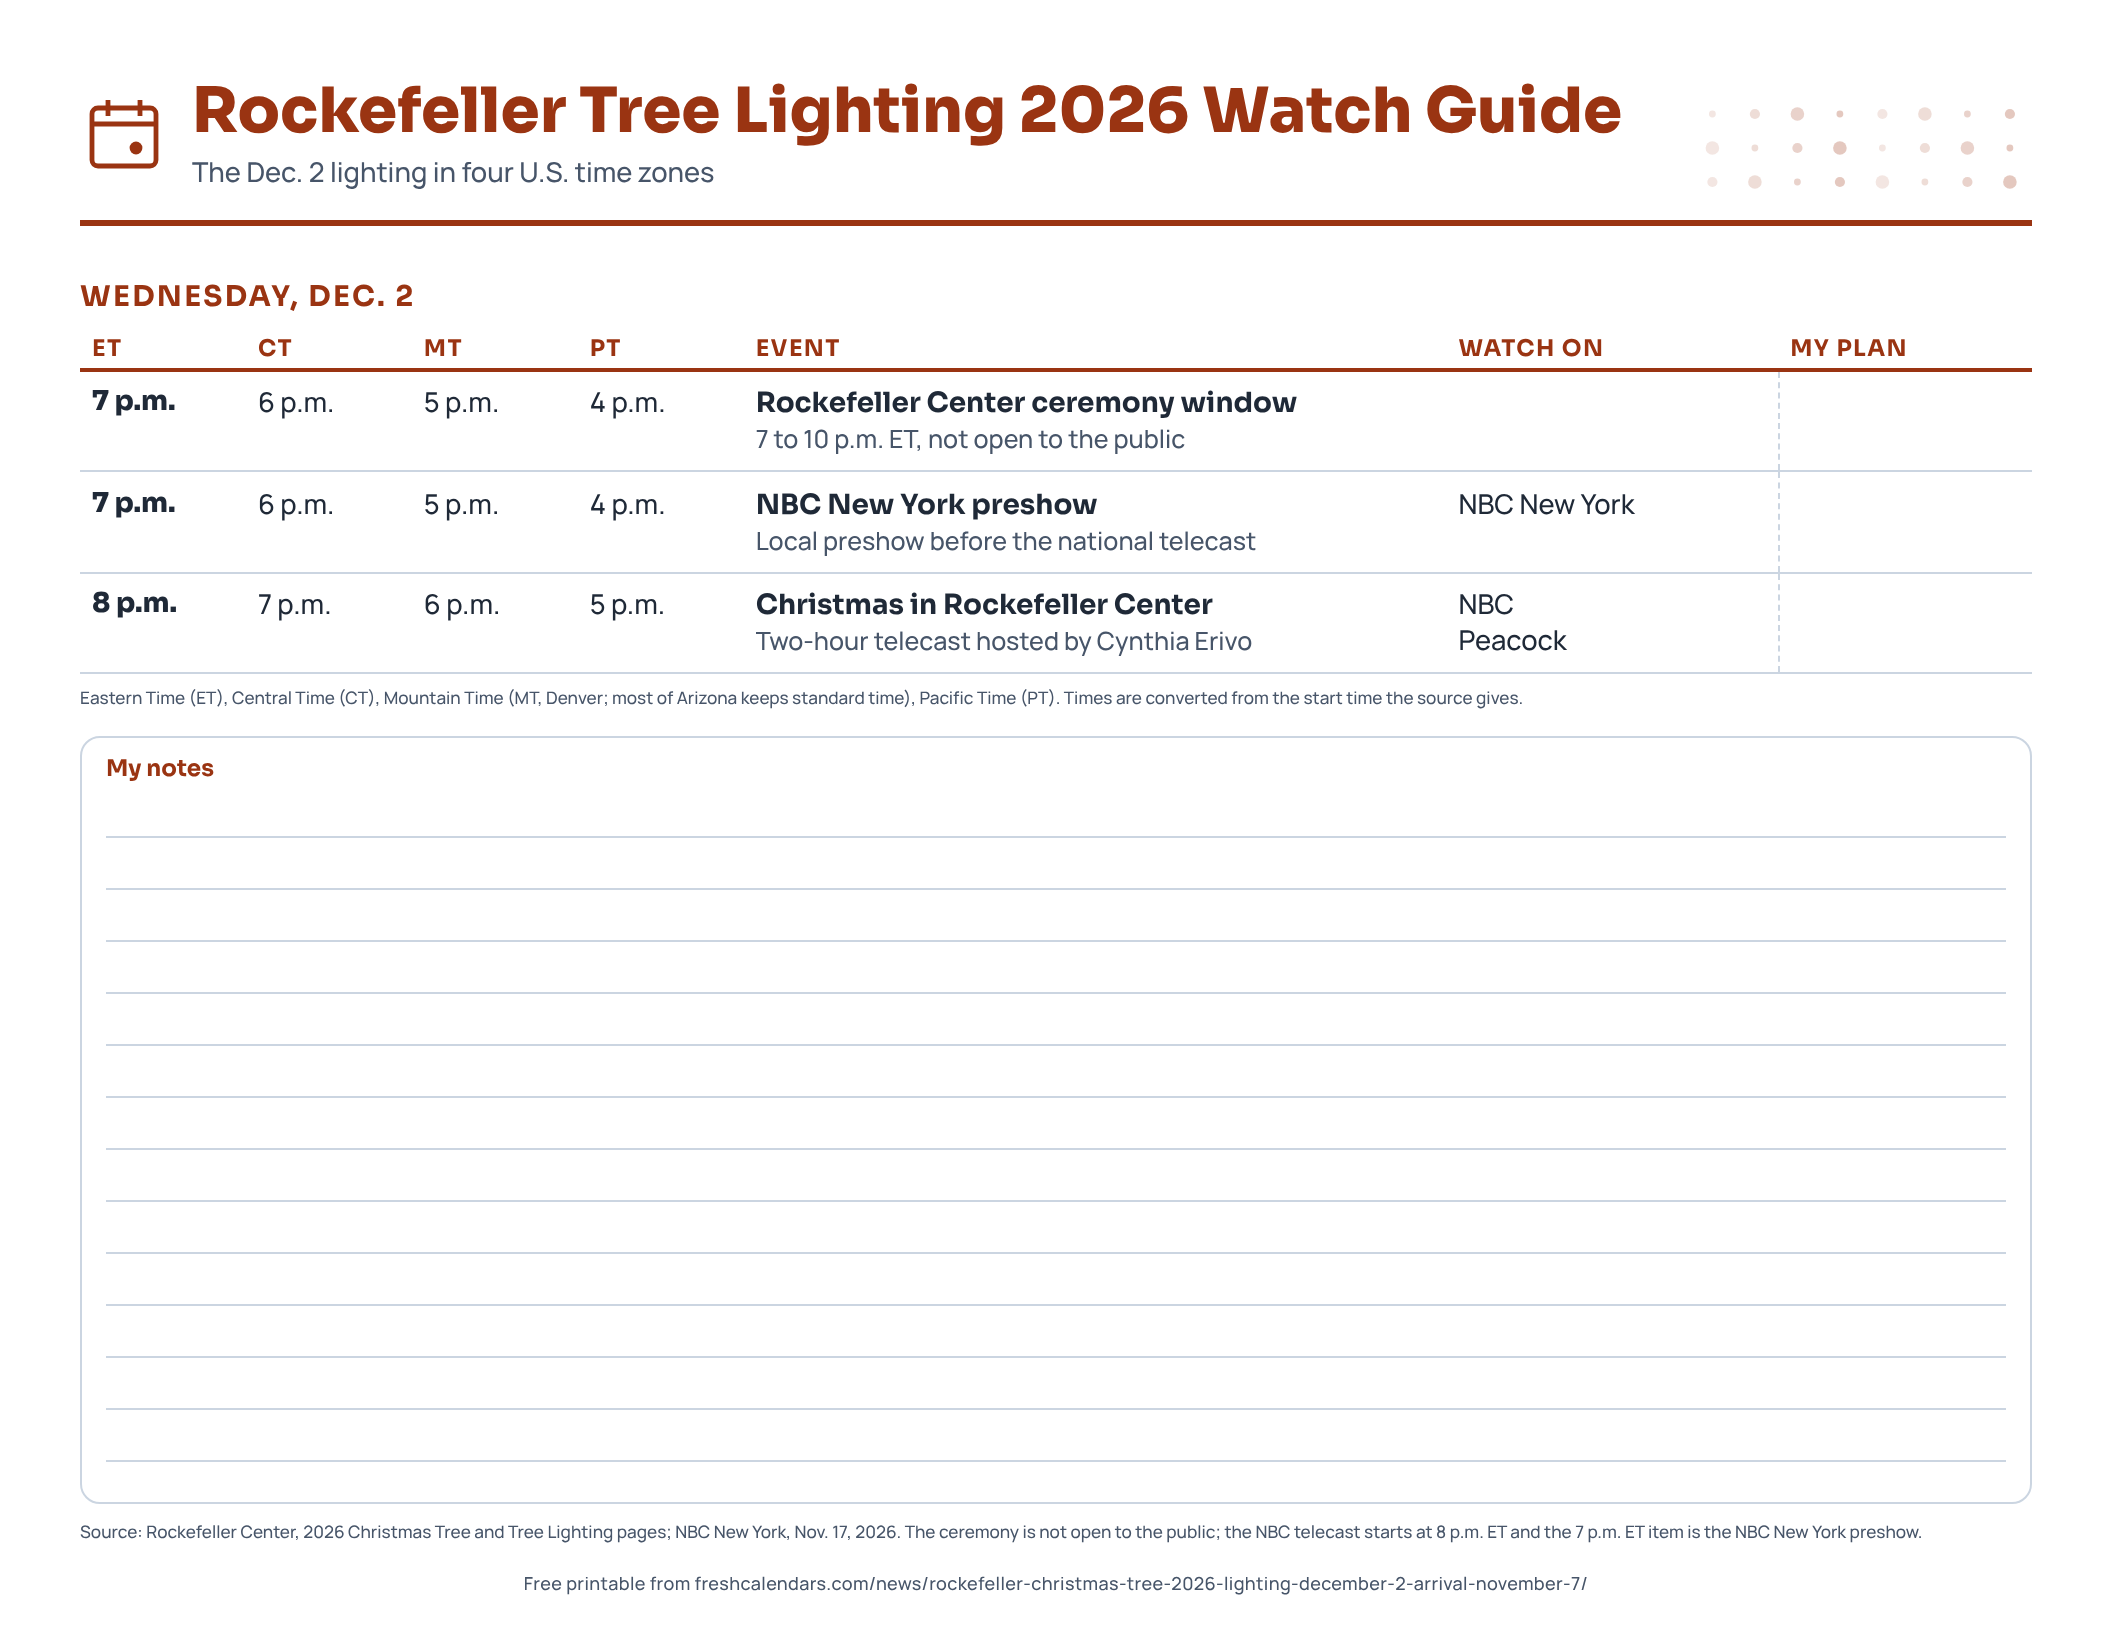 Rockefeller Tree Lighting 2026 Watch Guide
The Dec. 2 lighting in four U.S. time zones
WEDNESDAY, DEC. 2
ET CT MT PT EVENT WATCH ON MY PLAN
7 p.m. 6 p.m. 5 p.m. 4 p.m. Rockefeller Center ceremony window
7 to 10 p.m. ET, not open to the public
7 p.m. 6 p.m. 5 p.m. 4 p.m. NBC New York preshow NBC New York
Local preshow before the national telecast
8 p.m. 7 p.m. 6 p.m. 5 p.m. Christmas in Rockefeller Center NBC
Two-hour telecast hosted by Cynthia Erivo Peacock
Eastern Time (ET), Central Time (CT), Mountain Time (MT, Denver; most of Arizona keeps standard time), Pacific Time (PT). Times are converted from the start time the source gives.
My notes
Source: Rockefeller Center, 2026 Christmas Tree and Tree Lighting pages; NBC New York, Nov. 17, 2026. The ceremony is not open to the public; the NBC telecast starts at 8 p.m. ET and the 7 p.m. ET item is the NBC New York preshow.
Free printable from freshcalendars.com/news/rockefeller-christmas-tree-2026-lighting-december-2-arrival-november-7/